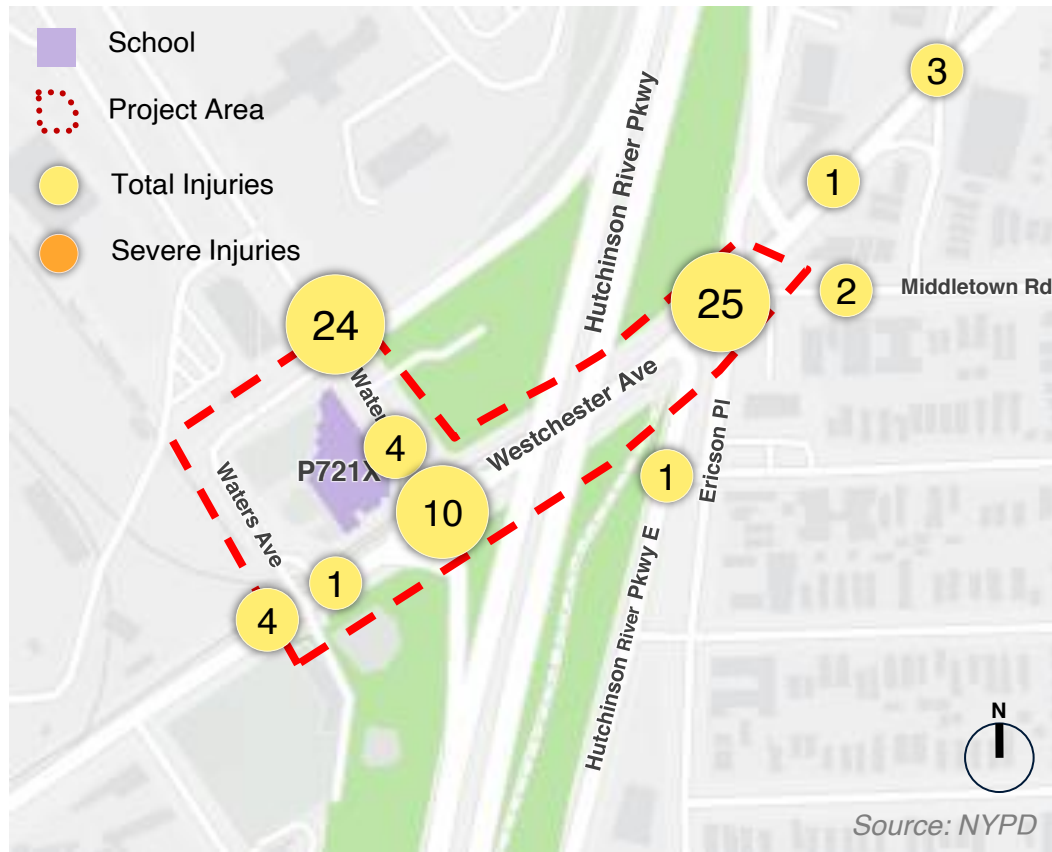 School
Project Area
Total Injuries
Severe Injuries
3
Hutchinson River Pkwy
1
2
Middletown Rd
25
24
Water
4
Westchester Ave
P721X
10
1
Ericson Pl
Waters Ave
1
4
Hutchinson River Pkwy E
N
Source: NYPD